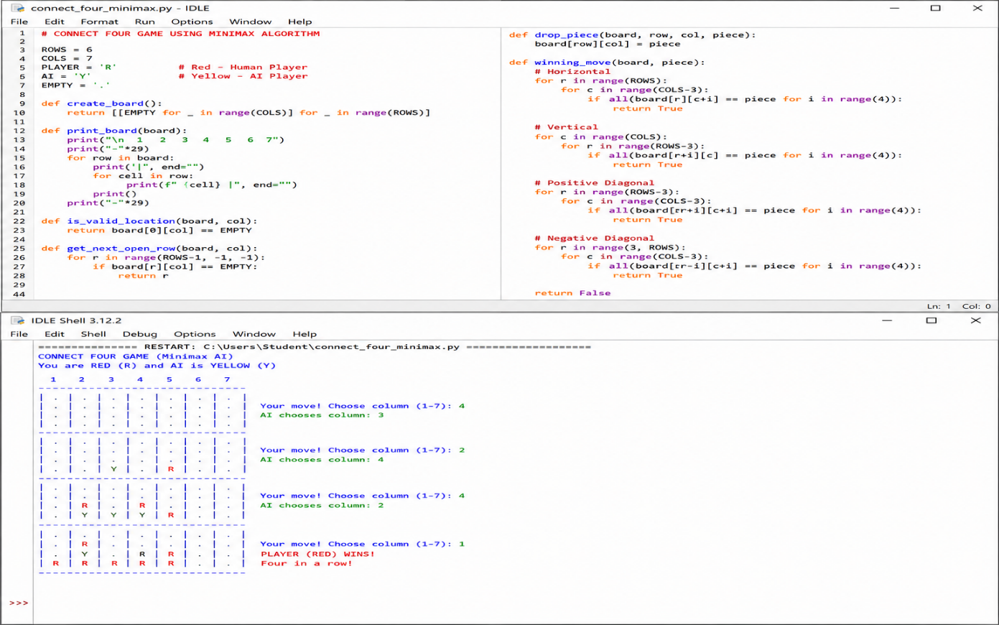 connect_four_minimax.py - IDLE
File Edit Format Run Options Window Help
1 # CONNECT FOUR GAME USING MINIMAX ALGORITHM
2
3 ROWS = 6
4 COLS = 7
5 PLAYER = 'R' # Red - Human Player
6 AI = 'Y' # Yellow - AI Player
7 EMPTY = '.'
8
9 def create_board():
10 return [[EMPTY for _ in range(COLS)] for _ in range(ROWS)]
11
12 def print_board(board):
13 print("\n 1 2 3 4 5 6 7")
14 print("-"*29)
15 for row in board:
16 print('|", end="")
17 for cell in row:
18 print(f" {cell} |", end="")
19 print()
20 print("-"*29)
21
22 def is_valid_location(board, col):
23 return board[0][col] == EMPTY
24
25 def get_next_open_row(board, col):
26 for r in range(ROWS-1, -1, -1):
27 if board[r][col] == EMPTY:
28 return r
29
44
def drop_piece(board, row, col, piece):
board[row][col] = piece
def winning_move(board, piece):
# Horizontal
for r in range(ROWS):
for c in range(COLS-3):
if all(board[r][c+i] == piece for i in range(4)):
return True
# Vertical
for c in range(COLS):
for r in range(ROWS-3):
if all(board[r+i][c] == piece for i in range(4)):
return True
# Positive Diagonal
for r in range(ROWS-3):
for c in range(COLS-3):
if all(board[rr+i][c+i] == piece for i in range(4)):
return True
# Negative Diagonal
for r in range(3, ROWS):
for c in range(COLS-3):
if all(board[rr-i][c+i] == piece for i in range(4)):
return True
return False
Ln: 1 Col: 0
IDLE Shell 3.12.2
File Edit Shell Debug Options Window Help
=============== RESTART: C:\Users\Student\connect_four_minimax.py ===================
CONNECT FOUR GAME (Minimax AI)
You are RED (R) and AI is YELLOW (Y)
1 2 3 4 5 6 7
-----------------------------
| . | . | . | . | . | . | . |
| . | . | . | . | . | . | . | Your move! Choose column (1-7): 4
| . | . | . | . | . | . | . | AI chooses column: 3
| . | . | . | . | . | . | . |
-----------------------------
| . | . | . | . | . | . | . |
| . | . | . | . | . | . | . | Your move! Choose column (1-7): 2
| . | . | . | . | . | . | . | AI chooses column: 4
| . | . | Y | . | R | . | . |
-----------------------------
| . | . | . | . | . | . | . |
| . | . | . | . | . | . | . | Your move! Choose column (1-7): 4
| . | R | . | R | . | . | . | AI chooses column: 2
| . | Y | Y | Y | R | . | . |
-----------------------------
| . | . | . | . | . | . | . |
| . | R | . | . | . | . | . | Your move! Choose column (1-7): 1
| . | Y | . | R | R | . | . | PLAYER (RED) WINS!
| R | R | R | R | R | . | . | Four in a row!
-----------------------------
>>>